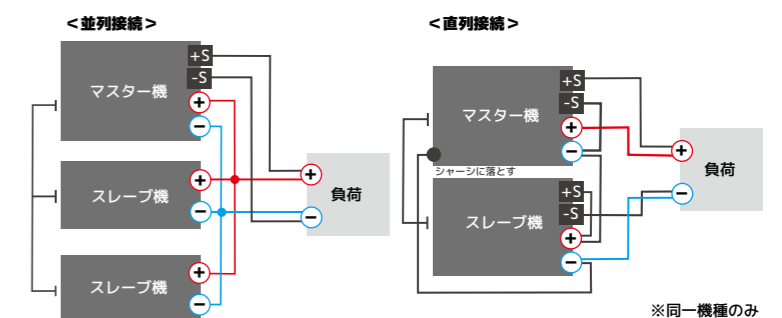 ＜並列接続＞
+S
-S
マスター機
+
−
スレーブ機
+
−
+
−
負荷
スレーブ機
+
−
＜直列接続＞
+S
-S
マスター機
+
−
シャーシに落とす
+S
-S
スレーブ機
+
−
+
−
負荷
※同一機種のみ